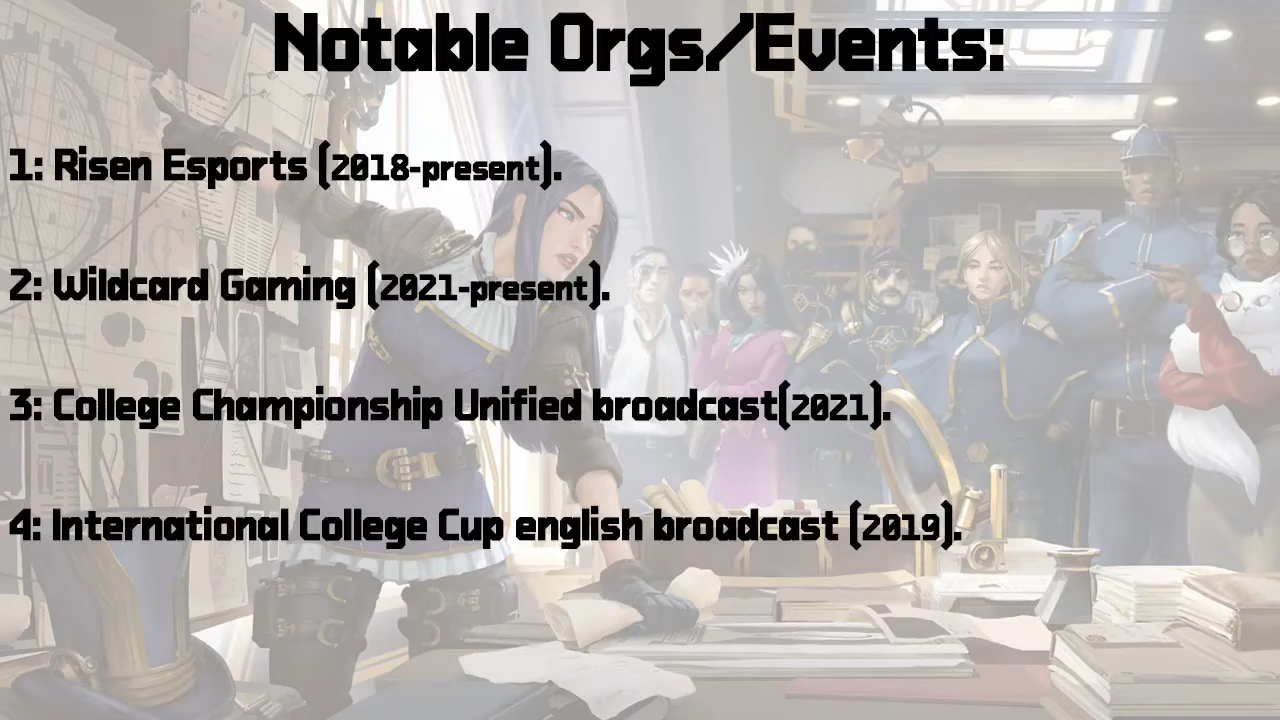 Notable Orgs/Events:
1: Risen Esports (2018-present).
2: Wildcard Gaming (2021-present).
3: College Championship Unified broadcast(2021).
4: International College Cup english broadcast (2019).